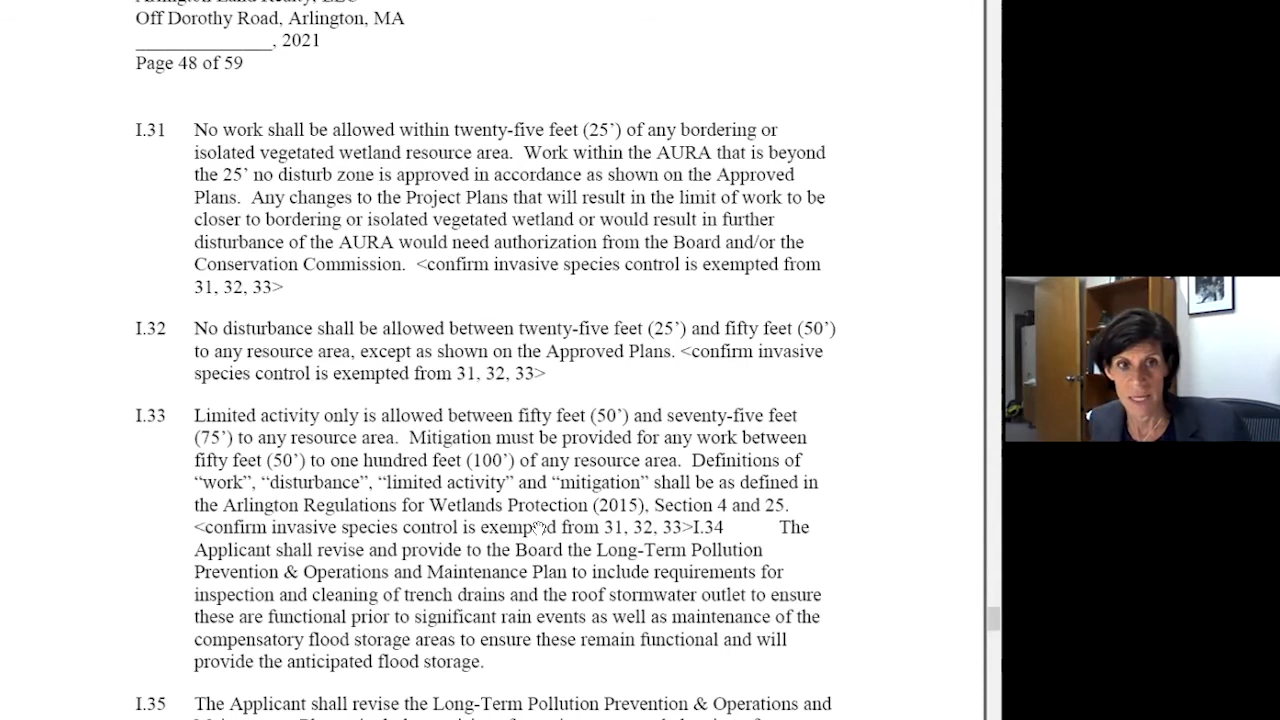 Arlington Land Realty, LLC
Off Dorothy Road, Arlington, MA
______________, 2021
Page 48 of 59
I.31 No work shall be allowed within twenty-five feet (25’) of any bordering or
isolated vegetated wetland resource area. Work within the AURA that is beyond
the 25’ no disturb zone is approved in accordance as shown on the Approved
Plans. Any changes to the Project Plans that will result in the limit of work to be
closer to bordering or isolated vegetated wetland or would result in further
disturbance of the AURA would need authorization from the Board and/or the
Conservation Commission. <confirm invasive species control is exempted from
31, 32, 33>
I.32 No disturbance shall be allowed between twenty-five feet (25’) and fifty feet (50’)
to any resource area, except as shown on the Approved Plans. <confirm invasive
species control is exempted from 31, 32, 33>
I.33 Limited activity only is allowed between fifty feet (50’) and seventy-five feet
(75’) to any resource area. Mitigation must be provided for any work between
fifty feet (50’) to one hundred feet (100’) of any resource area. Definitions of
“work”, “disturbance”, “limited activity” and “mitigation” shall be as defined in
the Arlington Regulations for Wetlands Protection (2015), Section 4 and 25.
<confirm invasive species control is exempted from 31, 32, 33>I.34 The
Applicant shall revise and provide to the Board the Long-Term Pollution
Prevention & Operations and Maintenance Plan to include requirements for
inspection and cleaning of trench drains and the roof stormwater outlet to ensure
these are functional prior to significant rain events as well as maintenance of the
compensatory flood storage areas to ensure these remain functional and will
provide the anticipated flood storage.
I.35 The Applicant shall revise the Long-Term Pollution Prevention & Operations and